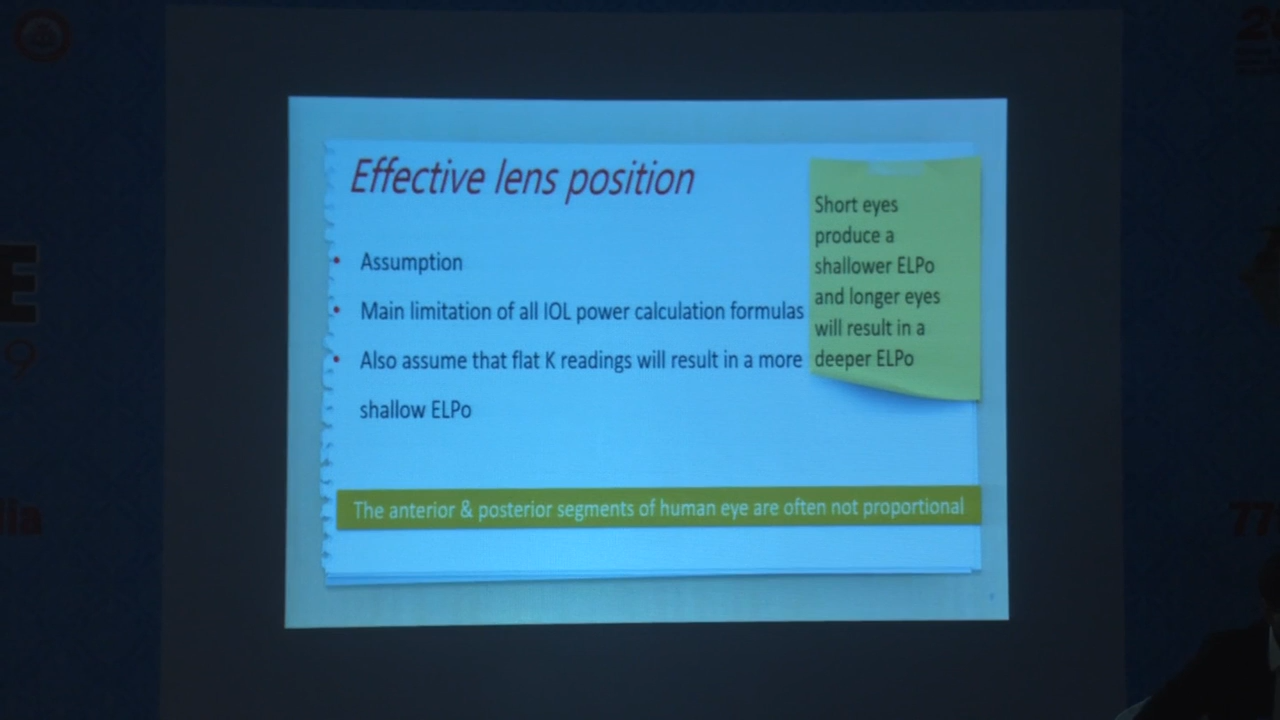 Effective lens position
Assumption
Main limitation of all IOL power calculation formulas
Also assume that flat K readings will result in a more
shallow ELPo
Short eyes
produce a
shallower ELPo
and longer eyes
will result in a
deeper ELPo
The anterior & posterior segments of human eye are often not proportional
E
9
77